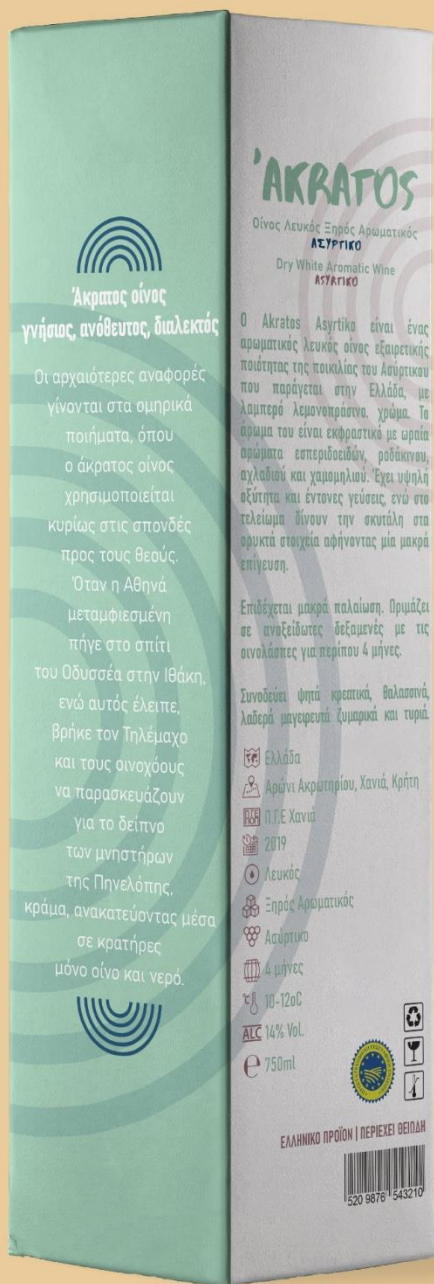 Άκρατος οίνος
γνήσιος, ανόθευτος, διαλεκτός
Οι αρχαιότερες αναφορές
γίνονται στα ομηρικά
ποιήματα, όπου
ο άκρατος οίνος
χρησιμοποιείται
κυρίως στις σπονδές
προς τους θεούς.
Όταν η Αθηνά
μεταμφιεσμένη
πήγε στο σπίτι
του Οδυσσέα στην Ιθάκη,
ενώ αυτός έλειπε,
βρήκε τον Τηλέμαχο
και τους οινοχόους
να παρασκευάζουν
για το δείπνο
των μνηστήρων
της Πηνελόπης,
κράμα, ανακατεύοντας μέσα
σε κρατήρες
μόνο οίνο και νερό.
'AKRATOS
Οίνος Λευκός Ξηρός Αρωματικός
ΑΣΥΡΤΙΚΟ
Dry White Aromatic Wine
ASYRTIKO
Ο Akratos Asyrtiko είναι ένας
αρωματικός λευκός οίνος εξαιρετικής
ποιότητας της ποικιλίας του Ασύρτικου
που παράγεται στην Ελλάδα, με
λαμπερό λεμονοπράσινο χρώμα. Το
άρωμα του είναι εκφραστικό με ωραία
αρώματα εσπεριδοειδών, ροδάκινου,
αχλαδιού και χαμομηλιού. Έχει υψηλή
οξύτητα και έντονες γεύσεις, ενώ στο
τελείωμα δίνουν την σκυτάλη στα
ορυκτά στοιχεία αφήνοντας μία μακρά
επίγευση.
Επιδέχεται μακρά παλαίωση. Ωριμάζει
σε ανοξείδωτες δεξαμενές με τις
οινολάσπες για περίπου 4 μήνες.
Συνοδεύει ψητά κρεατικά, θαλασσινά,
λαδερά μαγειρευτά ζυμαρικά και τυριά.
Ελλάδα
Αρώνι Ακρωτηρίου, Χανιά, Κρήτη
Π.Γ.Ε Χανιά
2019
Λευκός
Ξηρός Αρωματικός
Ασύρτικο
4 μήνες
°C 10-12oC
ALC 14% Vol.
e 750ml
ΕΛΛΗΝΙΚΟ ΠΡΟΪΟΝ | ΠΕΡΙΕΧΕΙ ΘΕΙΩΔΗ
520 9876 543210